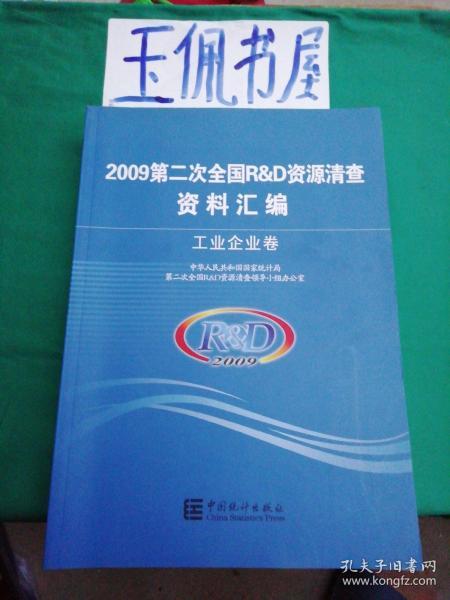 玉佩书屋
2009第二次全国R&D资源清查
资料汇编
工业企业卷
中华人民共和国国家统计局
第二次全国R&D资源清查领导小组办公室
R&D
2009
中国统计出版社
China Statistics Press
孔夫子旧书网
www.kongfz.com